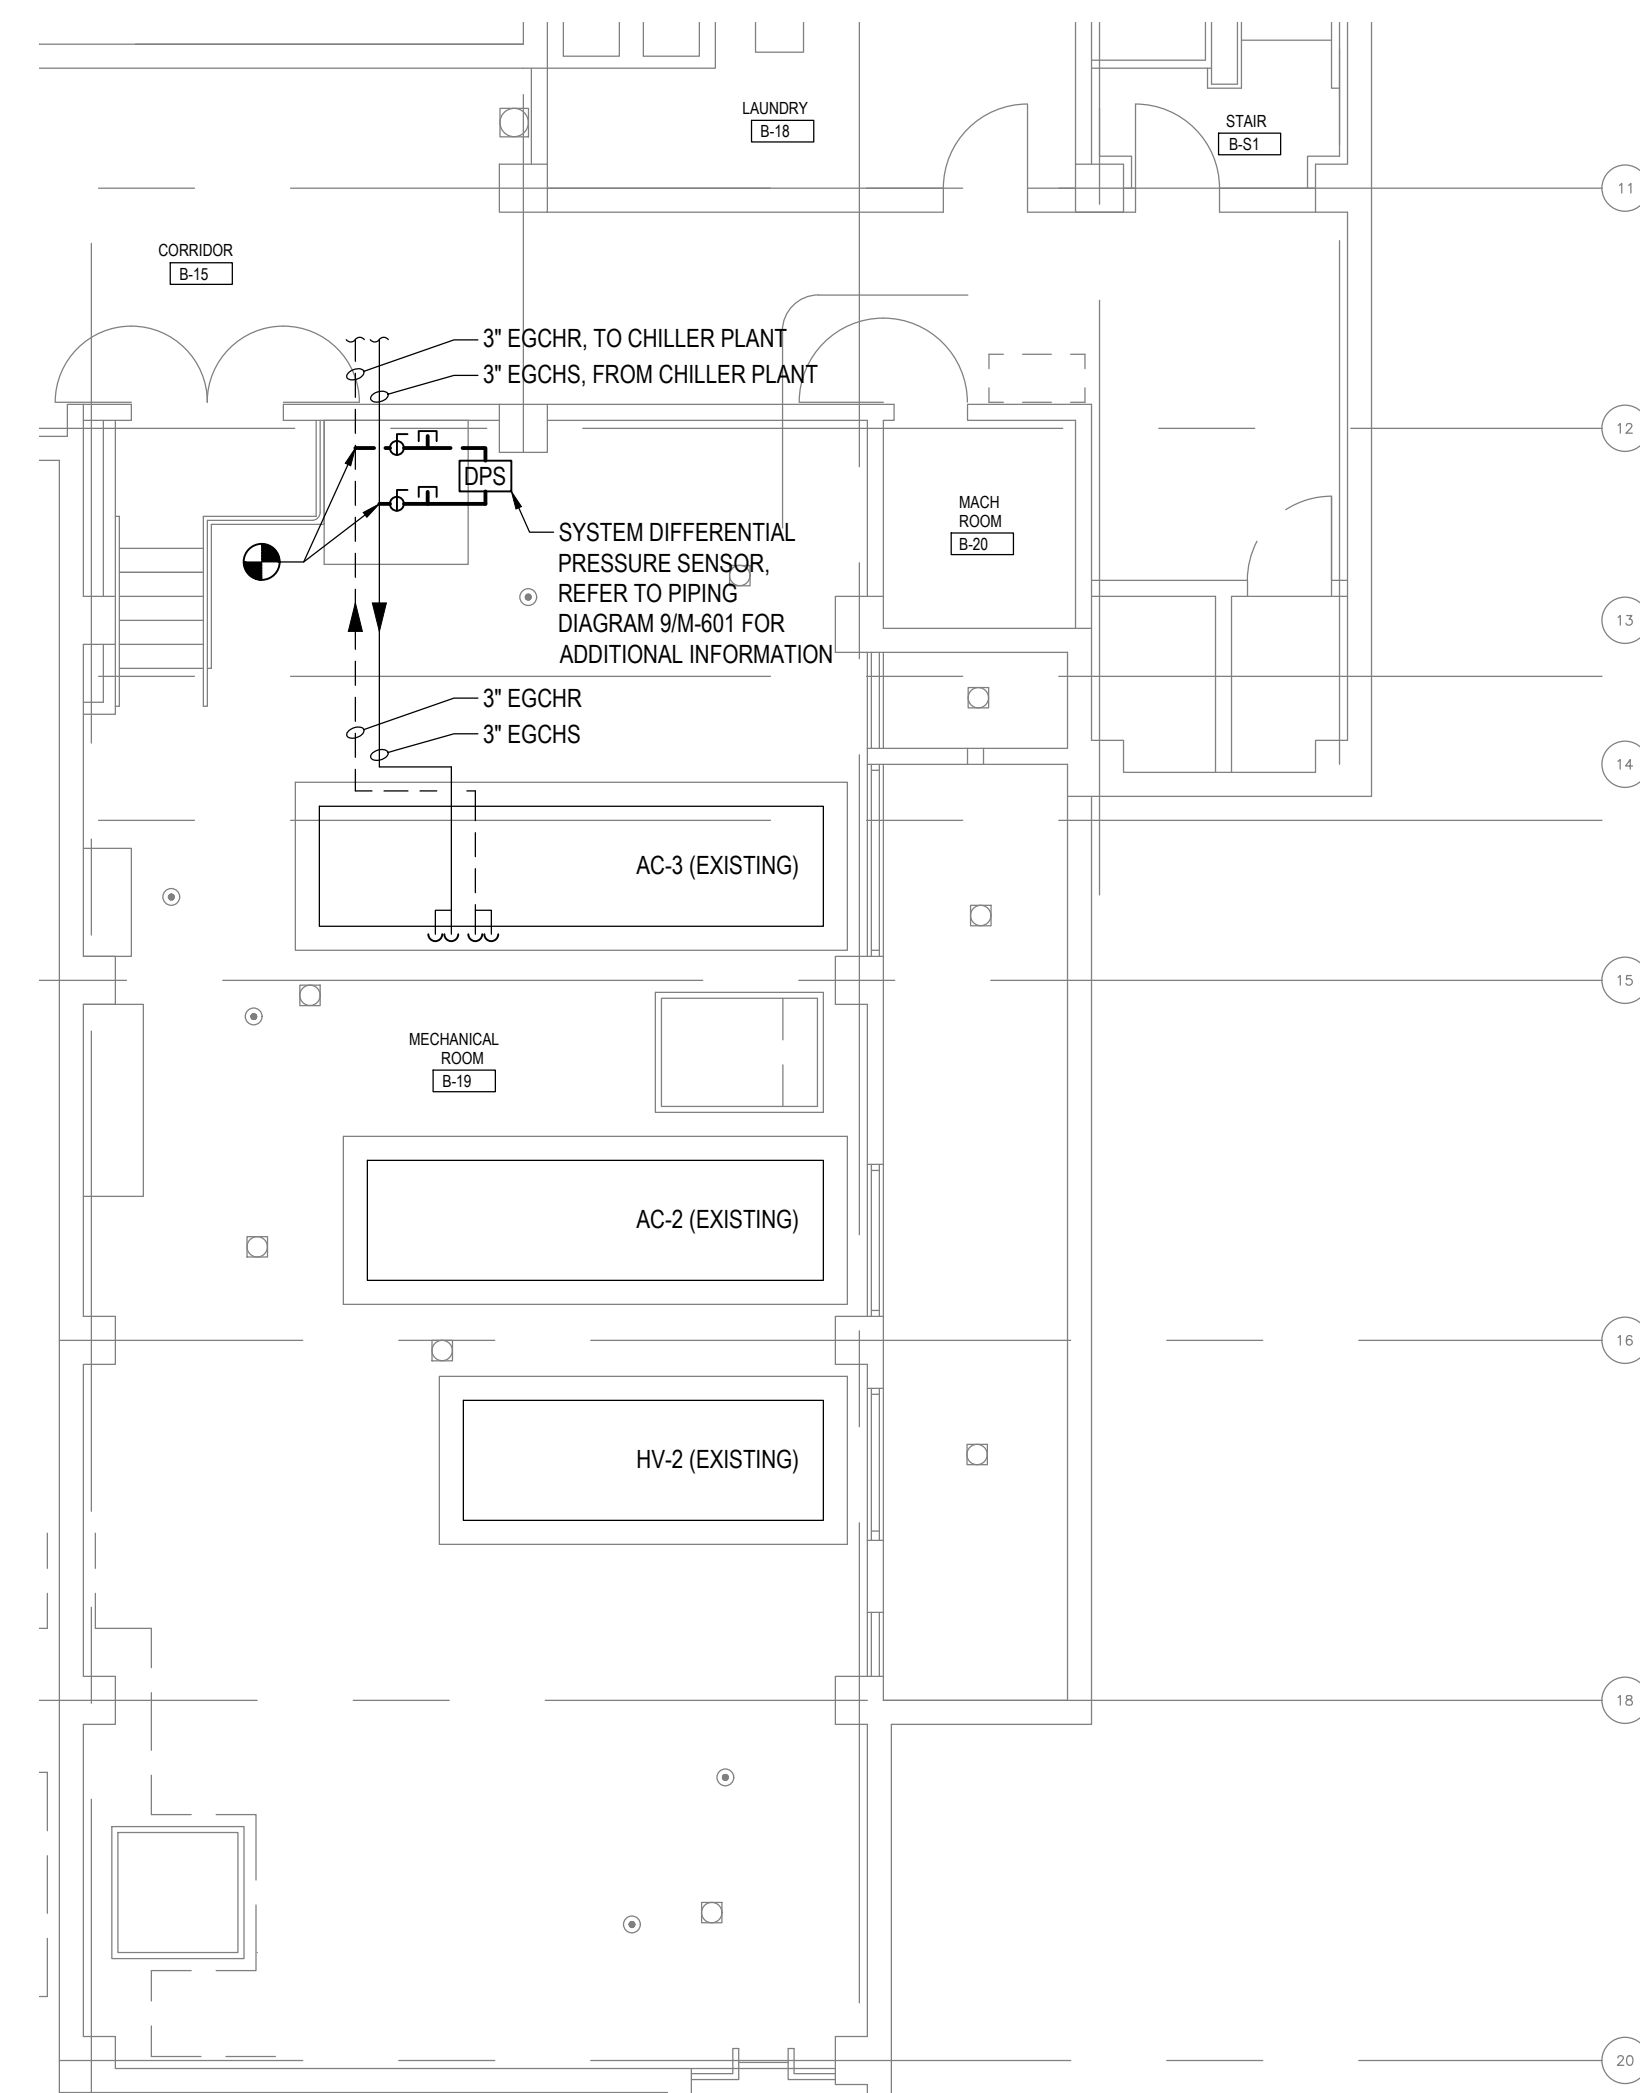 LAUNDRY
B-18
STAIR
B-S1
11
CORRIDOR
B-15
3" EGCHR, TO CHILLER PLANT
3" EGCHS, FROM CHILLER PLANT
12
DPS
SYSTEM DIFFERENTIAL
PRESSURE SENSOR,
REFER TO PIPING
DIAGRAM 9/M-601 FOR
ADDITIONAL INFORMATION
MACH
ROOM
B-20
13
3" EGCHR
3" EGCHS
14
AC-3 (EXISTING)
15
MECHANICAL
ROOM
B-19
AC-2 (EXISTING)
16
HV-2 (EXISTING)
18
20